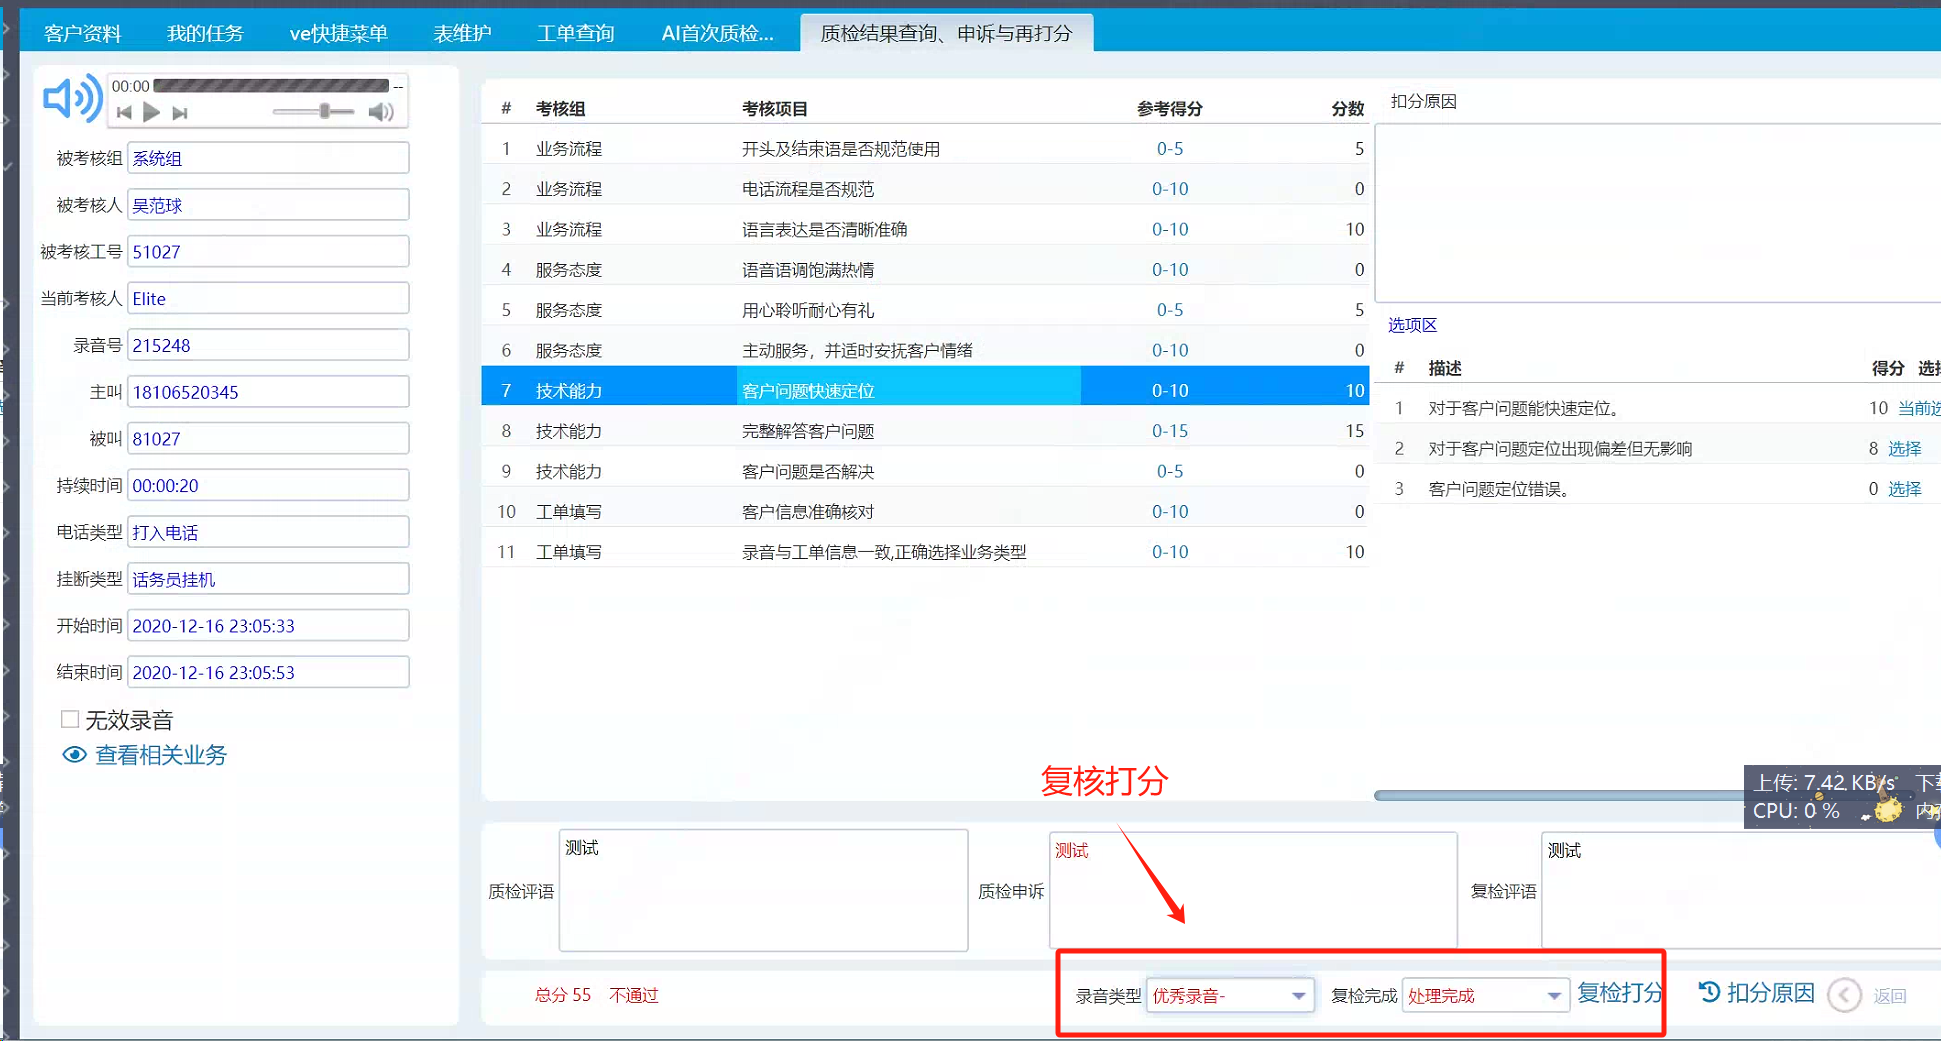 客户资料 我的任务 ve快捷菜单 表维护 工单查询 AI首次质检... 质检结果查询、申诉与再打分
00:00 --
被考核组 系统组
被考核人 吴范球
被考核工号 51027
当前考核人 Elite
录音号 215248
主叫 18106520345
被叫 81027
持续时间 00:00:20
电话类型 打入电话
挂断类型 话务员挂机
开始时间 2020-12-16 23:05:33
结束时间 2020-12-16 23:05:53
无效录音
查看相关业务
# 考核组 考核项目 参考得分 分数
1 业务流程 开头及结束语是否规范使用 0-5 5
2 业务流程 电话流程是否规范 0-10 0
3 业务流程 语言表达是否清晰准确 0-10 10
4 服务态度 语音语调饱满热情 0-10 0
5 服务态度 用心聆听耐心有礼 0-5 5
6 服务态度 主动服务，并适时安抚客户情绪 0-10 0
7 技术能力 客户问题快速定位 0-10 10
8 技术能力 完整解答客户问题 0-15 15
9 技术能力 客户问题是否解决 0-5 0
10 工单填写 客户信息准确核对 0-10 0
11 工单填写 录音与工单信息一致,正确选择业务类型 0-10 10
扣分原因
选项区
# 描述 得分 选择
1 对于客户问题能快速定位。 10 当前选
2 对于客户问题定位出现偏差但无影响 8 选择
3 客户问题定位错误。 0 选择
上传: 7.42 KB/s 下载
CPU: 0 % 内存
复核打分
质检评语 测试
质检申诉 测试
复检评语 测试
总分 55 不通过
录音类型 优秀录音- 复检完成 处理完成 复检打分 扣分原因 返回